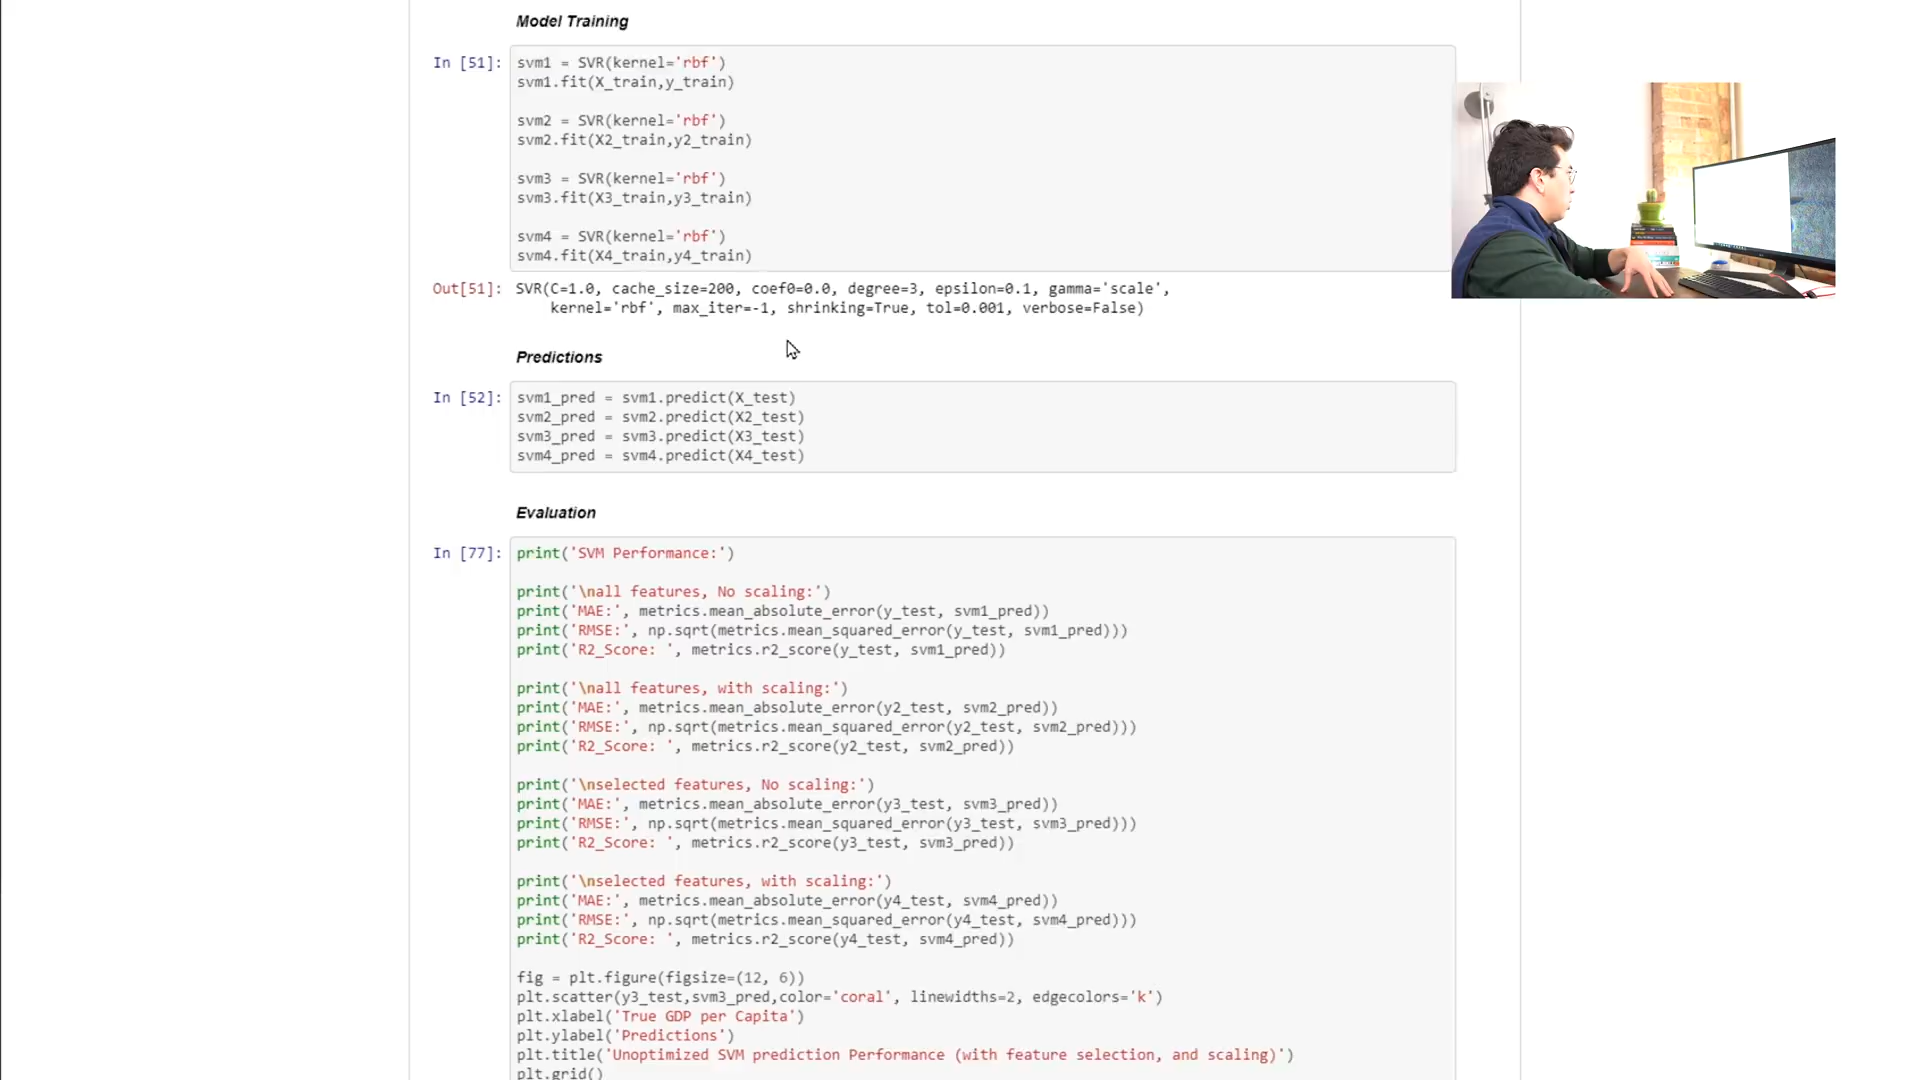 Model Training
In [51]:
svm1 = SVR(kernel='rbf')
svm1.fit(X_train,y_train)
svm2 = SVR(kernel='rbf')
svm2.fit(X2_train,y2_train)
svm3 = SVR(kernel='rbf')
svm3.fit(X3_train,y3_train)
svm4 = SVR(kernel='rbf')
svm4.fit(X4_train,y4_train)
Out[51]:
SVR(C=1.0, cache_size=200, coef0=0.0, degree=3, epsilon=0.1, gamma='scale',
kernel='rbf', max_iter=-1, shrinking=True, tol=0.001, verbose=False)
Predictions
In [52]:
svm1_pred = svm1.predict(X_test)
svm2_pred = svm2.predict(X2_test)
svm3_pred = svm3.predict(X3_test)
svm4_pred = svm4.predict(X4_test)
Evaluation
In [77]:
print('SVM Performance:')
print('\nall features, No scaling:')
print('MAE:', metrics.mean_absolute_error(y_test, svm1_pred))
print('RMSE:', np.sqrt(metrics.mean_squared_error(y_test, svm1_pred)))
print('R2_Score: ', metrics.r2_score(y_test, svm1_pred))
print('\nall features, with scaling:')
print('MAE:', metrics.mean_absolute_error(y2_test, svm2_pred))
print('RMSE:', np.sqrt(metrics.mean_squared_error(y2_test, svm2_pred)))
print('R2_Score: ', metrics.r2_score(y2_test, svm2_pred))
print('\nselected features, No scaling:')
print('MAE:', metrics.mean_absolute_error(y3_test, svm3_pred))
print('RMSE:', np.sqrt(metrics.mean_squared_error(y3_test, svm3_pred)))
print('R2_Score: ', metrics.r2_score(y3_test, svm3_pred))
print('\nselected features, with scaling:')
print('MAE:', metrics.mean_absolute_error(y4_test, svm4_pred))
print('RMSE:', np.sqrt(metrics.mean_squared_error(y4_test, svm4_pred)))
print('R2_Score: ', metrics.r2_score(y4_test, svm4_pred))
fig = plt.figure(figsize=(12, 6))
plt.scatter(y3_test,svm3_pred,color='coral', linewidths=2, edgecolors='k')
plt.xlabel('True GDP per Capita')
plt.ylabel('Predictions')
plt.title('Unoptimized SVM prediction Performance (with feature selection, and scaling)')
plt.grid()